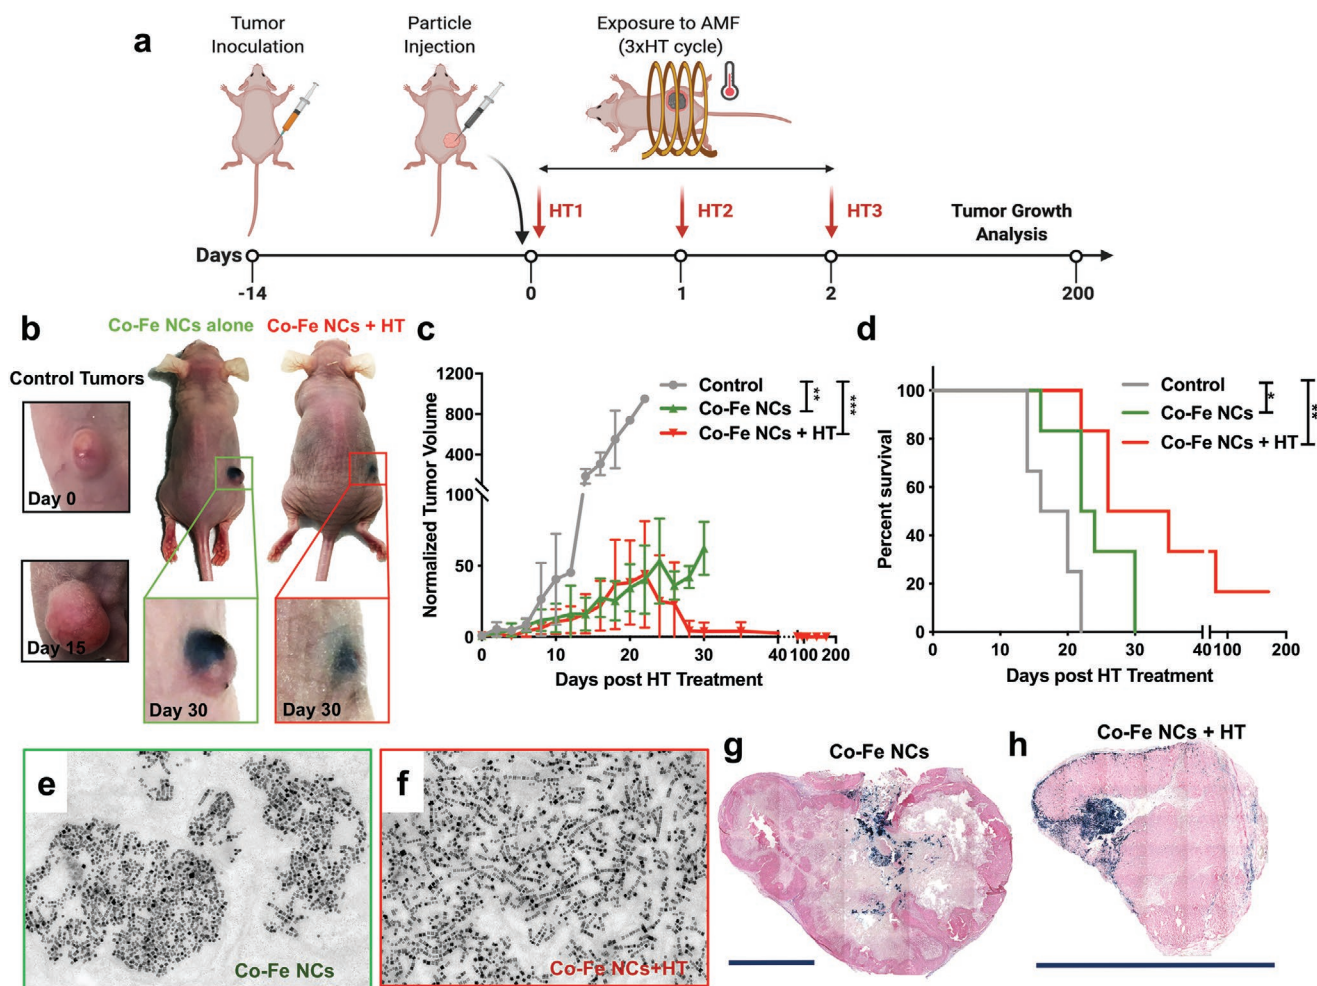 a
Tumor
Inoculation
Particle
Injection
Exposure to AMF
(3xHT cycle)
HT1
HT2
HT3
Tumor Growth
Analysis
Days
-14
0
1
2
200
b
Co-Fe NCs alone
Co-Fe NCs + HT
Control Tumors
Day 0
Day 15
Day 30
Day 30
c
Normalized Tumor Volume
1200
800
400
100
50
0
Control
Co-Fe NCs
Co-Fe NCs + HT
**
***
0
10
20
30
40
100
200
Days post HT Treatment
d
Percent survival
100
80
60
40
20
0
Control
Co-Fe NCs
Co-Fe NCs + HT
*
**
0
10
20
30
40
100
200
Days post HT Treatment
e
Co-Fe NCs
f
Co-Fe NCs+HT
g
Co-Fe NCs
h
Co-Fe NCs + HT